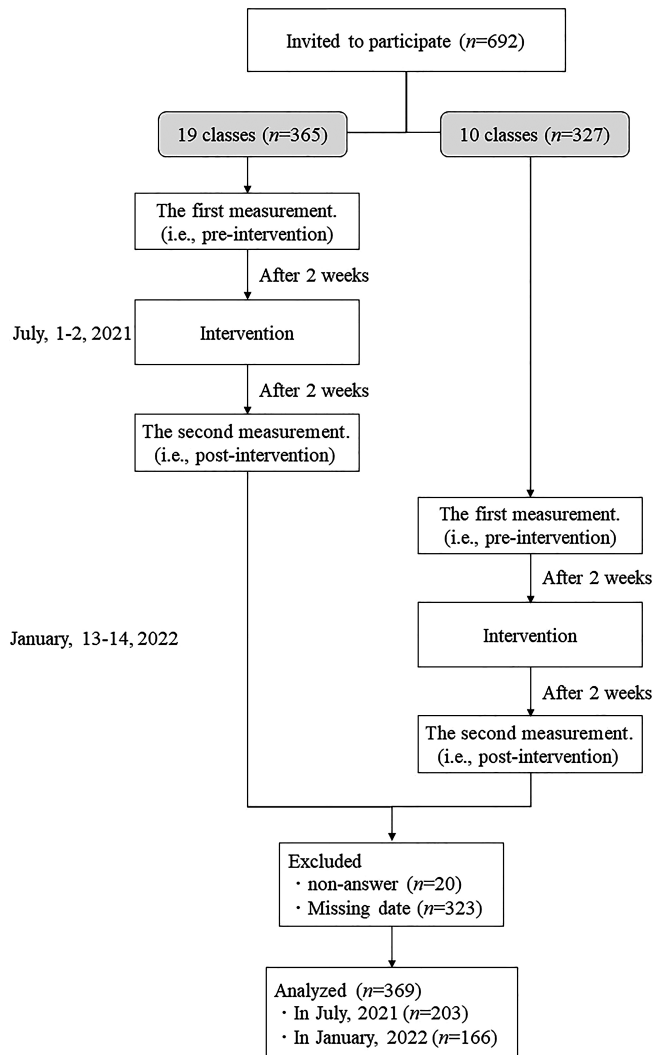 Invited to participate (n=692)
19 classes (n=365)
10 classes (n=327)
The first measurement.
(i.e., pre-intervention)
After 2 weeks
July, 1-2, 2021
Intervention
After 2 weeks
The second measurement.
(i.e., post-intervention)
The first measurement.
(i.e., pre-intervention)
After 2 weeks
January, 13-14, 2022
Intervention
After 2 weeks
The second measurement.
(i.e., post-intervention)
Excluded
・non-answer (n=20)
・Missing date (n=323)
Analyzed (n=369)
・In July, 2021 (n=203)
・In January, 2022 (n=166)